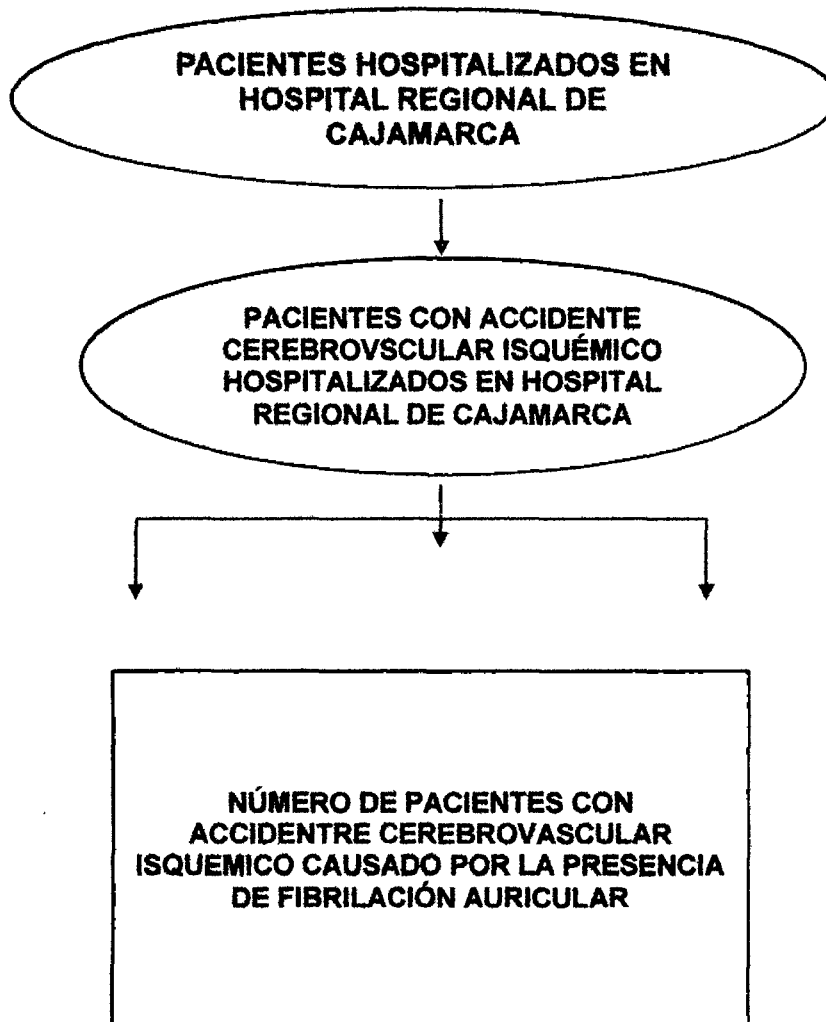 PACIENTES HOSPITALIZADOS EN
HOSPITAL REGIONAL DE
CAJAMARCA
PACIENTES CON ACCIDENTE
CEREBROVSCULAR ISQUÉMICO
HOSPITALIZADOS EN HOSPITAL
REGIONAL DE CAJAMARCA
NÚMERO DE PACIENTES CON
ACCIDENTRE CEREBROVASCULAR
ISQUEMICO CAUSADO POR LA PRESENCIA
DE FIBRILACIÓN AURICULAR